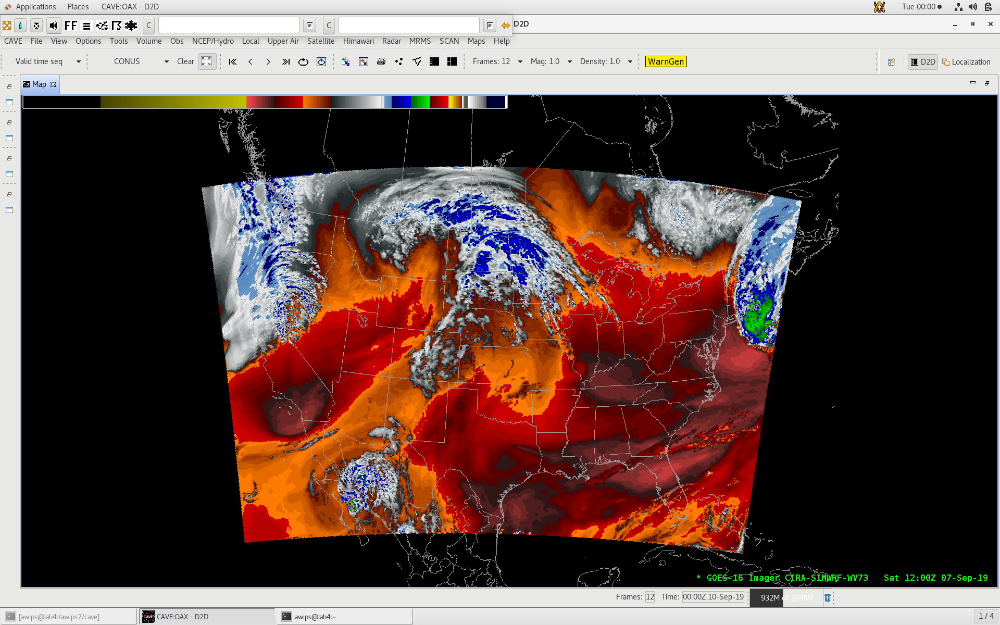 Applications Places CAVE:OAX - D2D Tue 00:00
FF C C D2D
CAVE File View Options Tools Volume Obs NCEP/Hydro Local Upper Air Satellite Himawari Radar MRMS SCAN Maps Help
Valid time seq CONUS Clear Frames: 12 Mag: 1.0 Density: 1.0 WarnGen D2D Localization
Map
* GOES-16 Imager CIRA-SIMWRF-WV73 Sat 12:00Z 07-Sep-19
Frames: 12 Time: 00:00Z 10-Sep-19 932M of 2048M
[awips@lab4:/awips2/cave] CAVE CAVE:OAX - D2D awips@lab4:~ 1 / 4